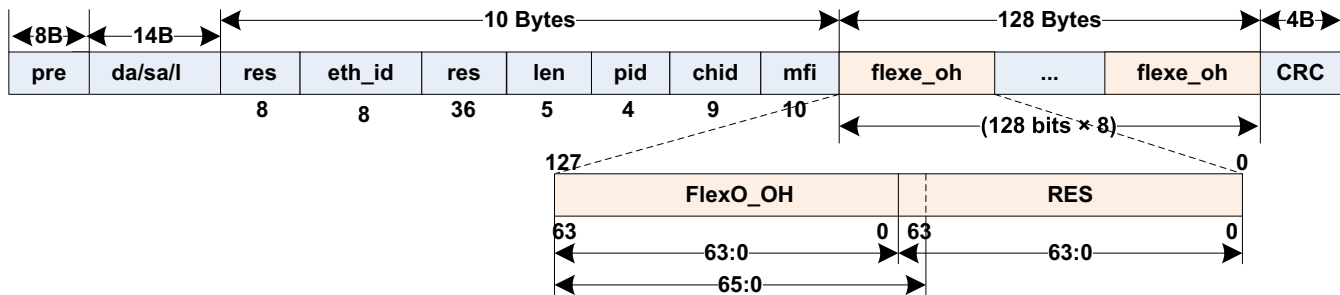 10 Bytes 128 Bytes 4B
8B 14B
pre da/sa/l res eth_id res len pid chid mfi flexe_oh ... flexe_oh CRC
8 8 36 5 4 9 10 (128 bits × 8)
127 0
FlexO_OH RES
63 0 63 0
63:0 63:0
65:0